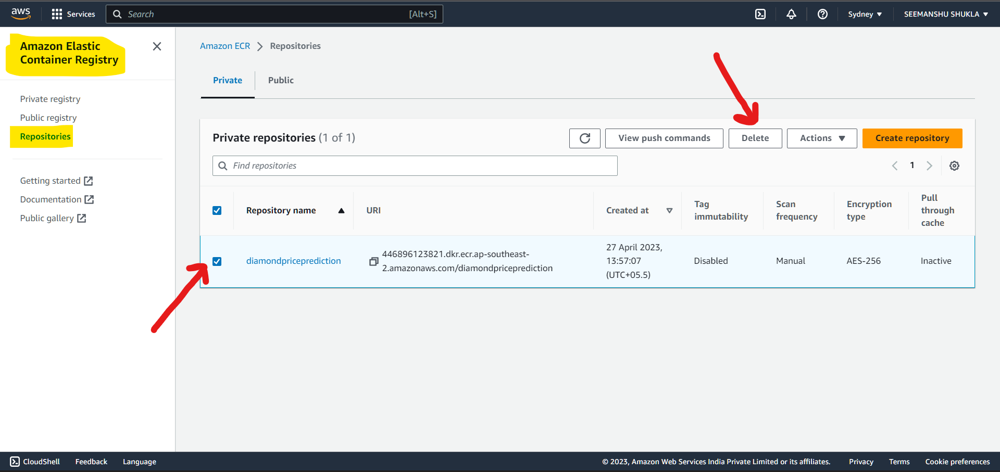 aws
Services
Search
[Alt+S]
Sydney
SEEMANSHU SHUKLA
Amazon Elastic
Container Registry
Private registry
Public registry
Repositories
Getting started
Documentation
Public gallery
Amazon ECR
Repositories
Private
Public
Private repositories (1 of 1)
View push commands
Delete
Actions
Create repository
Find repositories
1
Repository name
URI
Created at
Tag
immutability
Scan
frequency
Encryption
type
Pull
through
cache
diamondpriceprediction
446896123821.dkr.ecr.ap-southeast-
2.amazonaws.com/diamondpriceprediction
27 April 2023,
13:57:07
(UTC+05.5)
Disabled
Manual
AES-256
Inactive
CloudShell
Feedback
Language
© 2023, Amazon Web Services India Private Limited or its affiliates.
Privacy
Terms
Cookie preferences